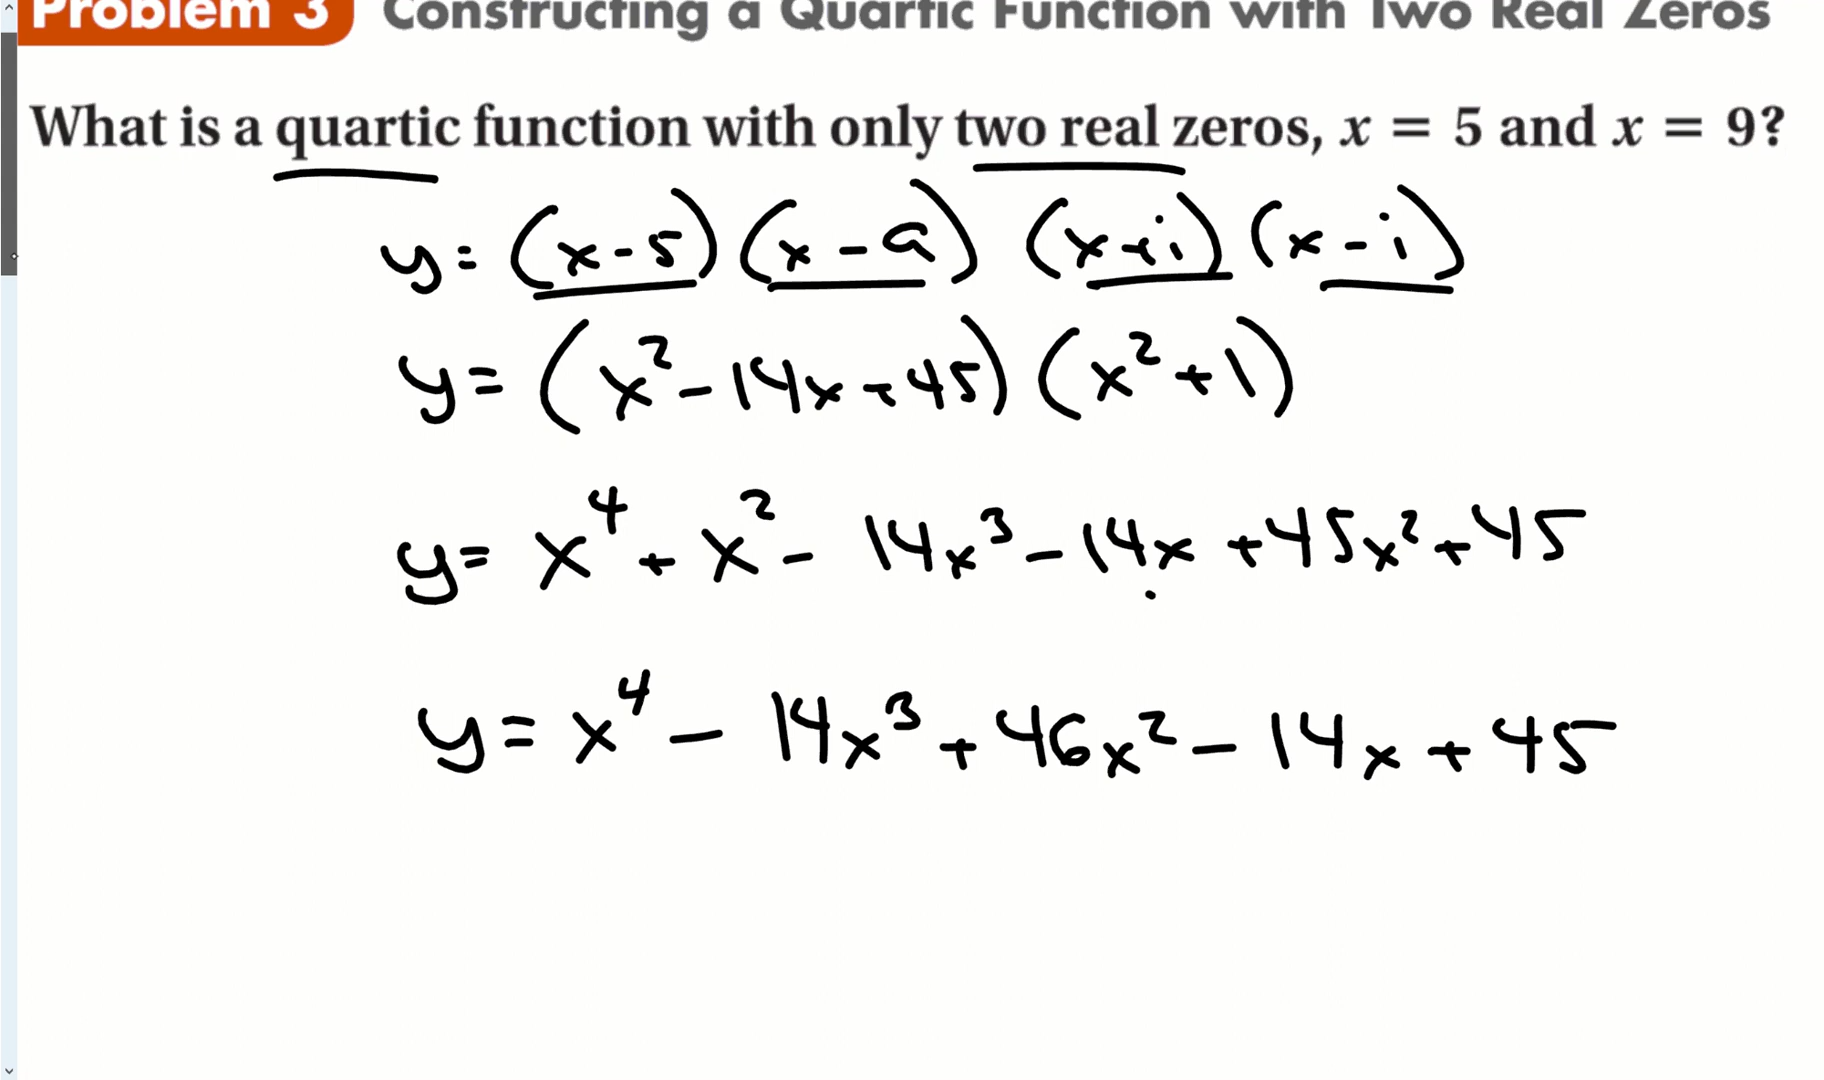 Problem 3 Constructing a Quartic Function with Two Real Zeros
What is a quartic function with only two real zeros, x = 5 and x = 9?
y = (x - 5) (x - 9) (x + i) (x - i)
y = (x² - 14x + 45) (x² + 1)
y = x⁴ + x² - 14x³ - 14x + 45x² + 45
y = x⁴ - 14x³ + 46x² - 14x + 45